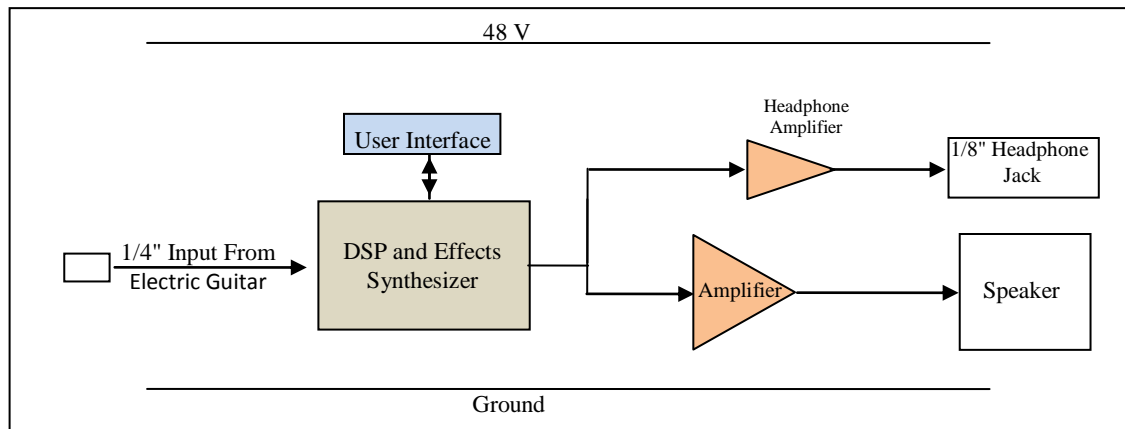 48 V
Headphone
Amplifier
User Interface
1/8" Headphone
Jack
1/4" Input From
Electric Guitar
DSP and Effects
Synthesizer
Amplifier
Speaker
Ground